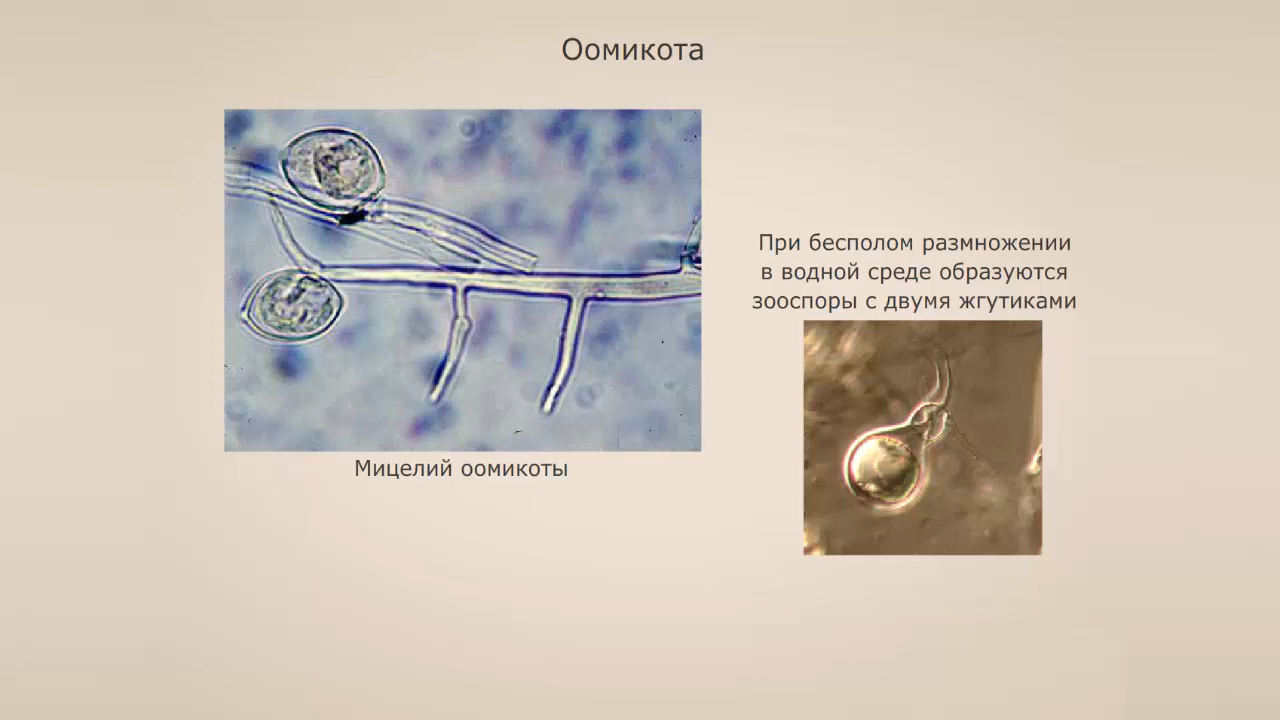 Оомикота
При бесполом размножении
в водной среде образуются
зооспоры с двумя жгутиками
Мицелий оомикоты